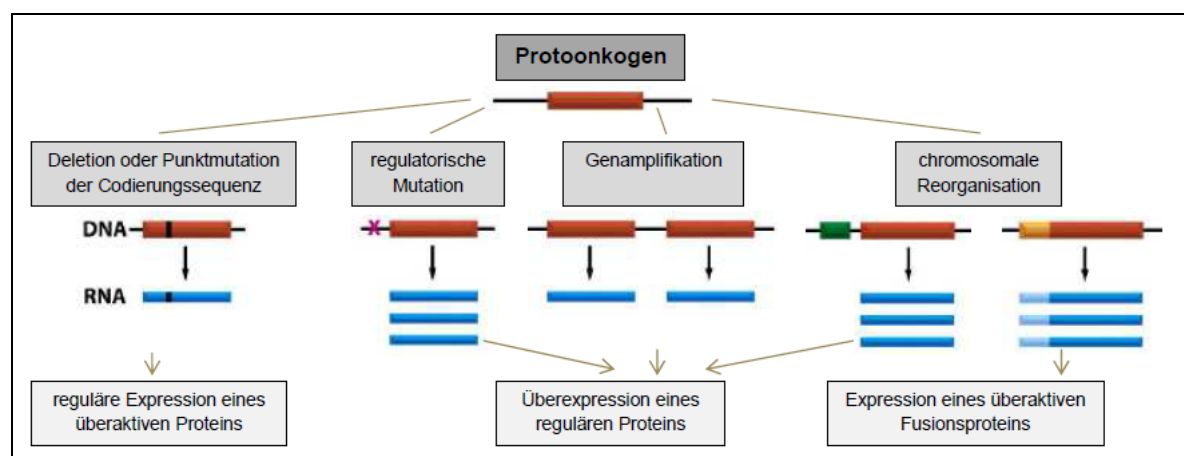 Protoonkogen
Deletion oder Punktmutation
der Codierungssequenz
regulatorische
Mutation
Genamplifikation
chromosomale
Reorganisation
DNA
x
RNA
reguläre Expression eines
überaktiven Proteins
Überexpression eines
regulären Proteins
Expression eines überaktiven
Fusionsproteins